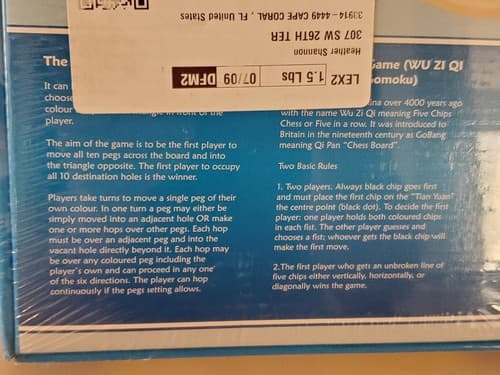 33914-4449 CAPE CORAL , FL United States
307 SW 26TH TER
Heather Shannon
LEX2 1.5 Lbs 07/09 DFM2
The
It can
choose
colour
player.
The aim of the game is to be the first player to
move all ten pegs across the board and into
the triangle opposite. The first player to occupy
all 10 destination holes is the winner.
Players take turns to move a single peg of their
own colour. In one turn a peg may either be
simply moved into an adjacent hole OR make
one or more hops over other pegs. Each hop
must be over an adjacent peg and into the
vacant hole directly beyond it. Each hop may
be over any coloured peg including the
player's own and can proceed in any one
of the six directions. The player can hop
continuously if the pegs setting allows.
Game (WU ZI QI
omoku)
ina over 4000 years ago
with the name Wu Zi Qi meaning Five Chips
Chess or Five in a row. It was introduced to
Britain in the nineteenth century as GoBang
meaning Qi Pan “Chess Board”.
Two Basic Rules
1. Two players. Always black chip goes first
and must place the first chip on the “Tian Yuan”
the centre point (black dot). To decide the first
player: one player holds both coloured chips
in each fist. The other player guesses and
chooses a fist: whoever gets the black chip will
make the first move.
2.The first player who gets an unbroken line of
five chips either vertically, horizontally, or
diagonally wins the game.